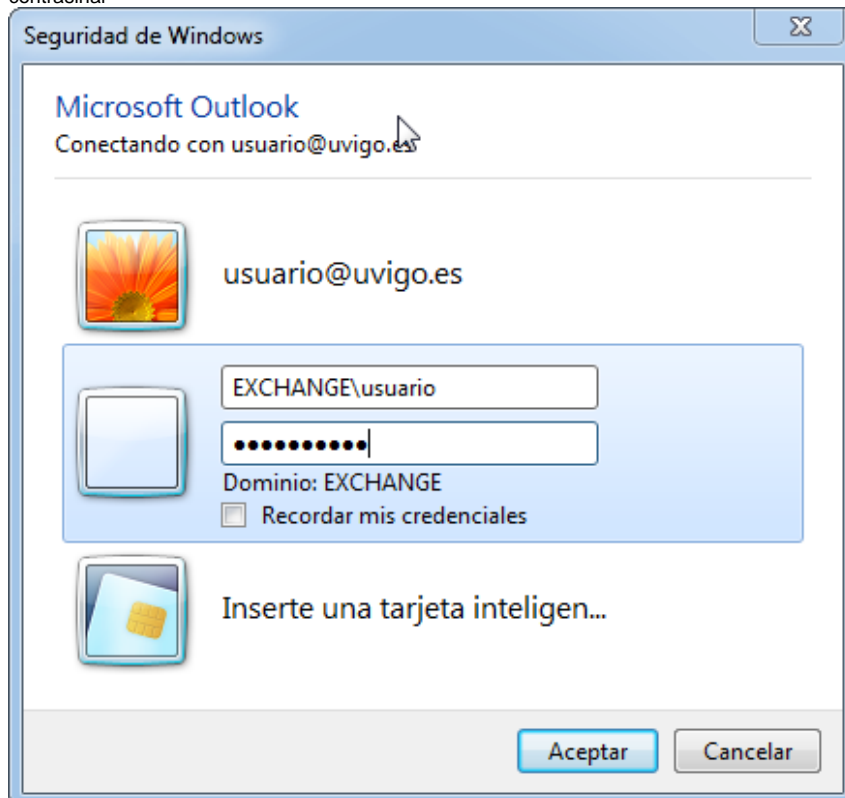 contrasinal
Seguridad de Windows
Microsoft Outlook
Conectando con usuario@uvigo.es
usuario@uvigo.es
EXCHANGE\usuario
••••••••••
Dominio: EXCHANGE
Recordar mis credenciales
Inserte una tarjeta inteligen...
Aceptar
Cancelar